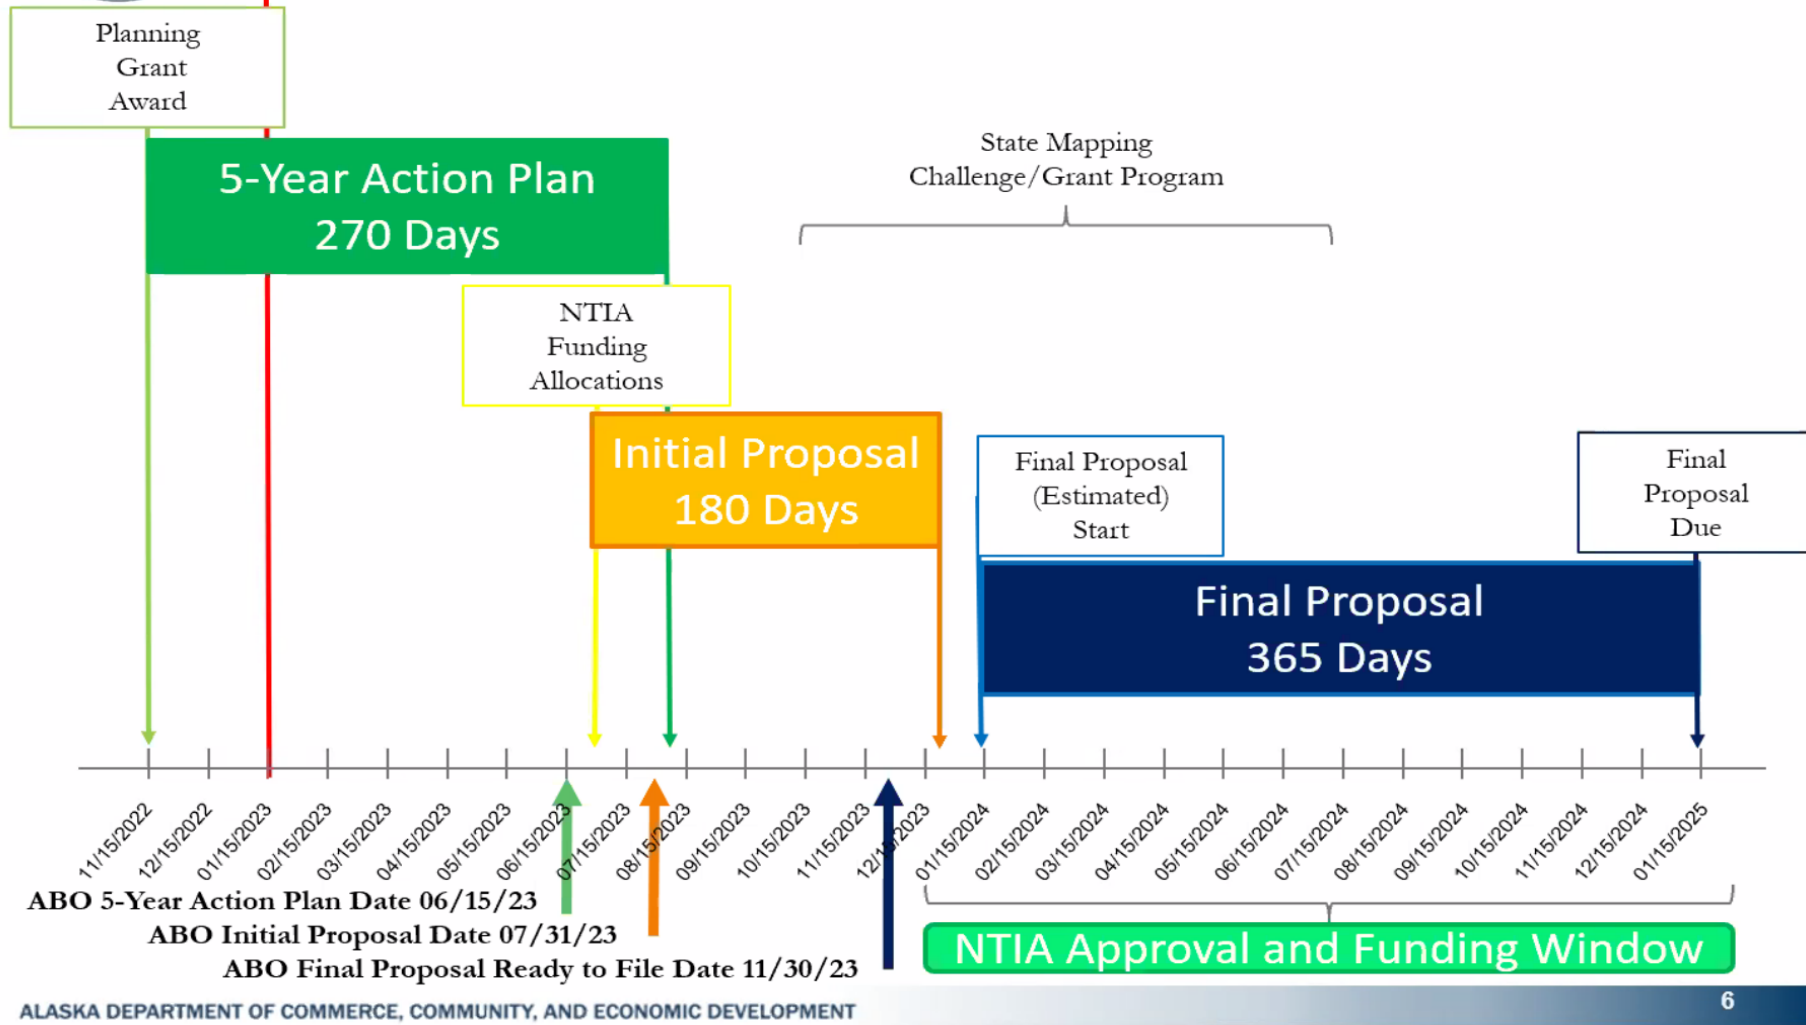 Planning
Grant
Award
5-Year Action Plan
270 Days
State Mapping
Challenge/Grant Program
NTIA
Funding
Allocations
Initial Proposal
180 Days
Final Proposal
(Estimated)
Start
Final
Proposal
Due
Final Proposal
365 Days
11/15/2022
12/15/2022
01/15/2023
02/15/2023
03/15/2023
04/15/2023
05/15/2023
06/15/2023
07/15/2023
08/15/2023
09/15/2023
10/15/2023
11/15/2023
12/15/2023
01/15/2024
02/15/2024
03/15/2024
04/15/2024
05/15/2024
06/15/2024
07/15/2024
08/15/2024
09/15/2024
10/15/2024
11/15/2024
12/15/2024
01/15/2025
ABO 5-Year Action Plan Date 06/15/23
ABO Initial Proposal Date 07/31/23
ABO Final Proposal Ready to File Date 11/30/23
NTIA Approval and Funding Window
ALASKA DEPARTMENT OF COMMERCE, COMMUNITY, AND ECONOMIC DEVELOPMENT
6